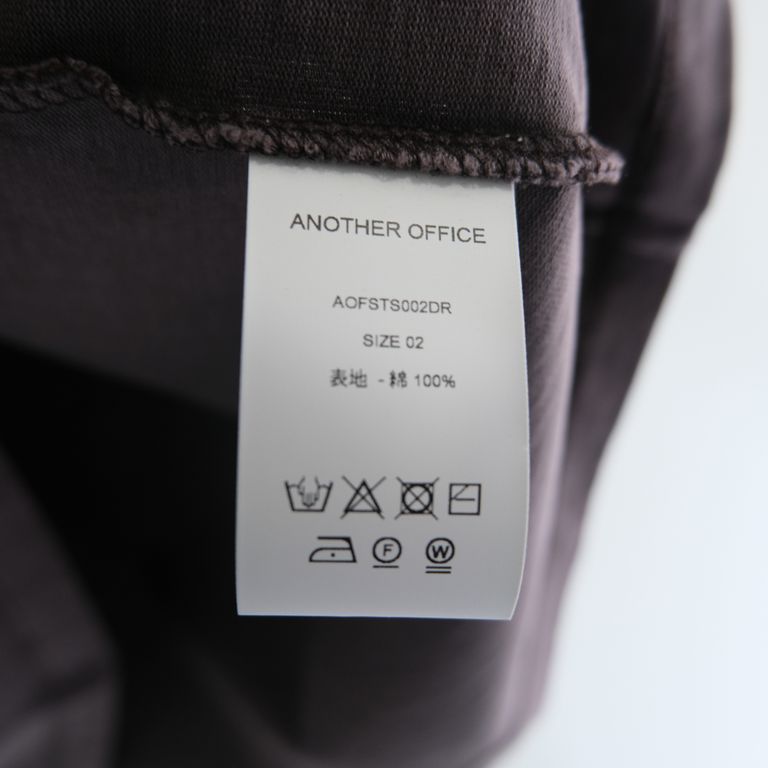 ANOTHER OFFICE
AOFSTS002DR
SIZE 02
表地 - 綿 100%
F W